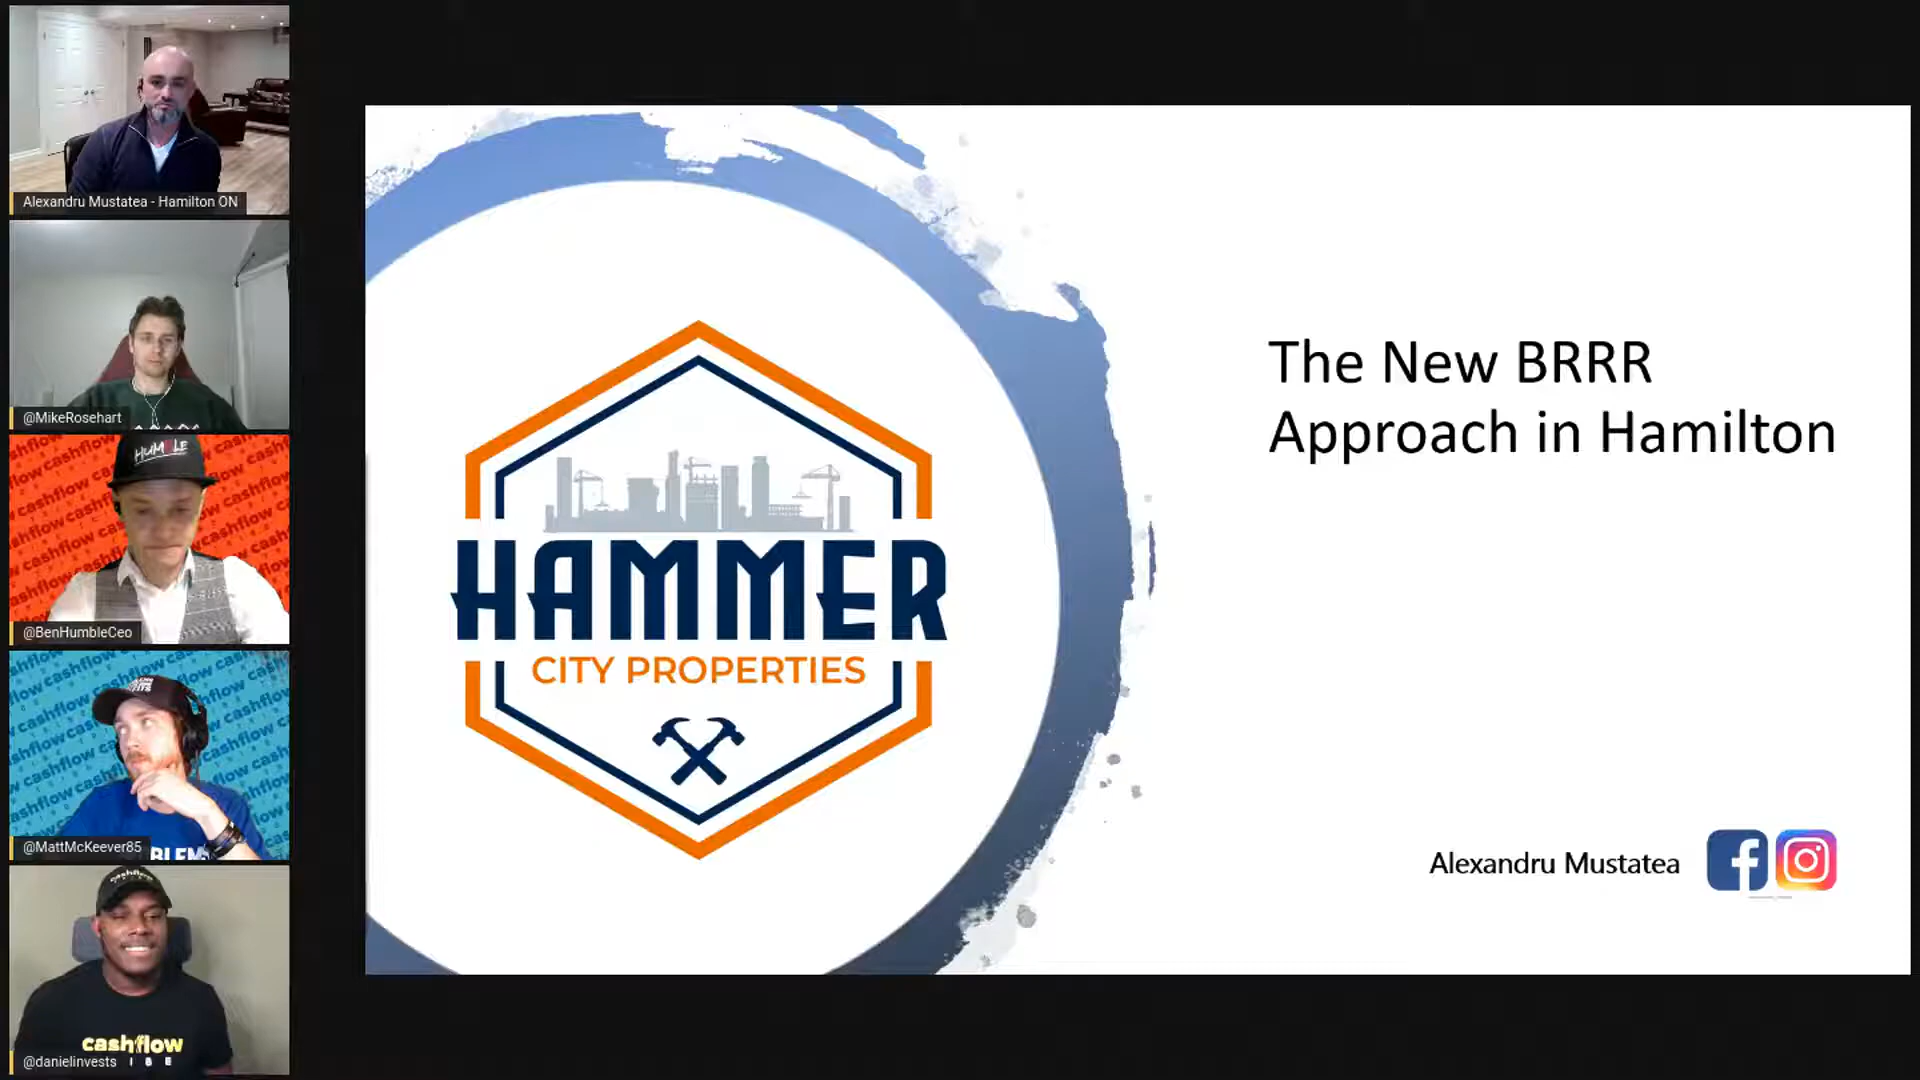 Alexandru Mustatea - Hamilton ON
@MikeRosehart
HUMBLE
@BenHumbleCeo
@MattMcKeever85
cashflow
@danielinvests
HAMMER
CITY PROPERTIES
The New BRRR
Approach in Hamilton
Alexandru Mustatea